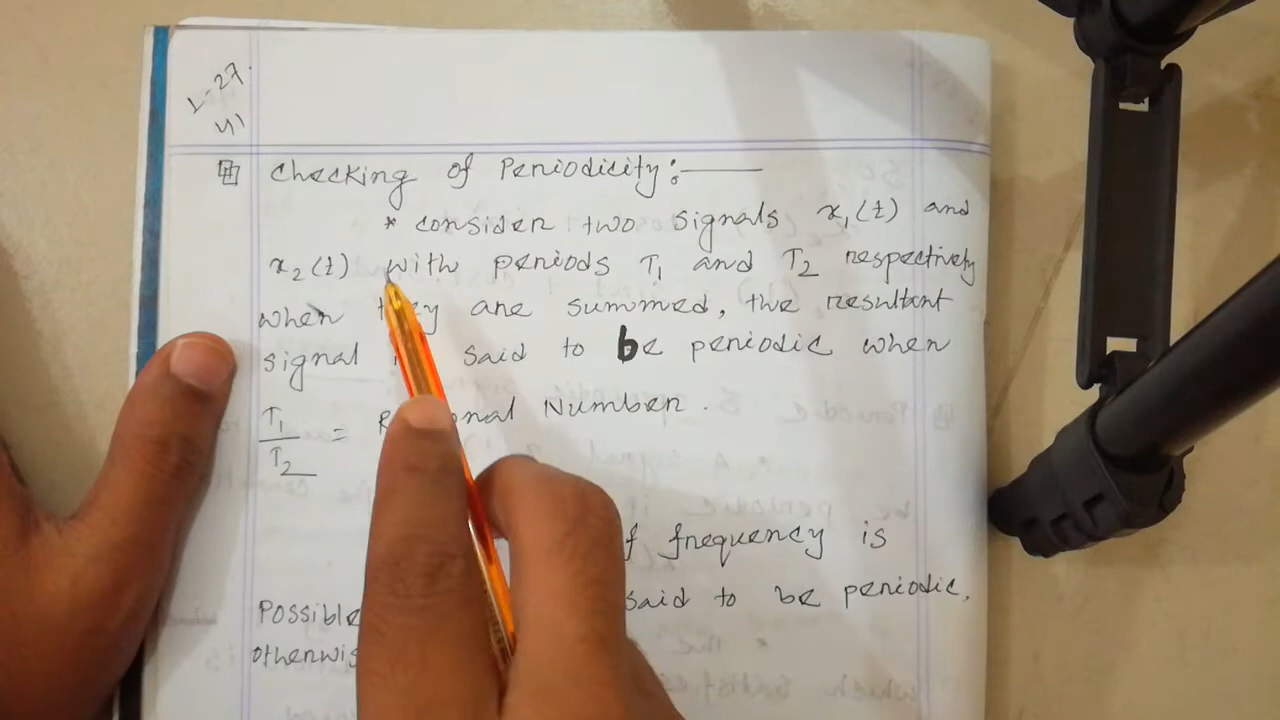 L-27.
41
Checking of Periodicity:
* consider two signals x₁(t) and
x₂(t) with periods T₁ and T₂ respectively
when they are summed, the resultant
signal said to be periodic when
T₁/T₂ = Rational Number.
of frequency is
Possible said to be periodic,